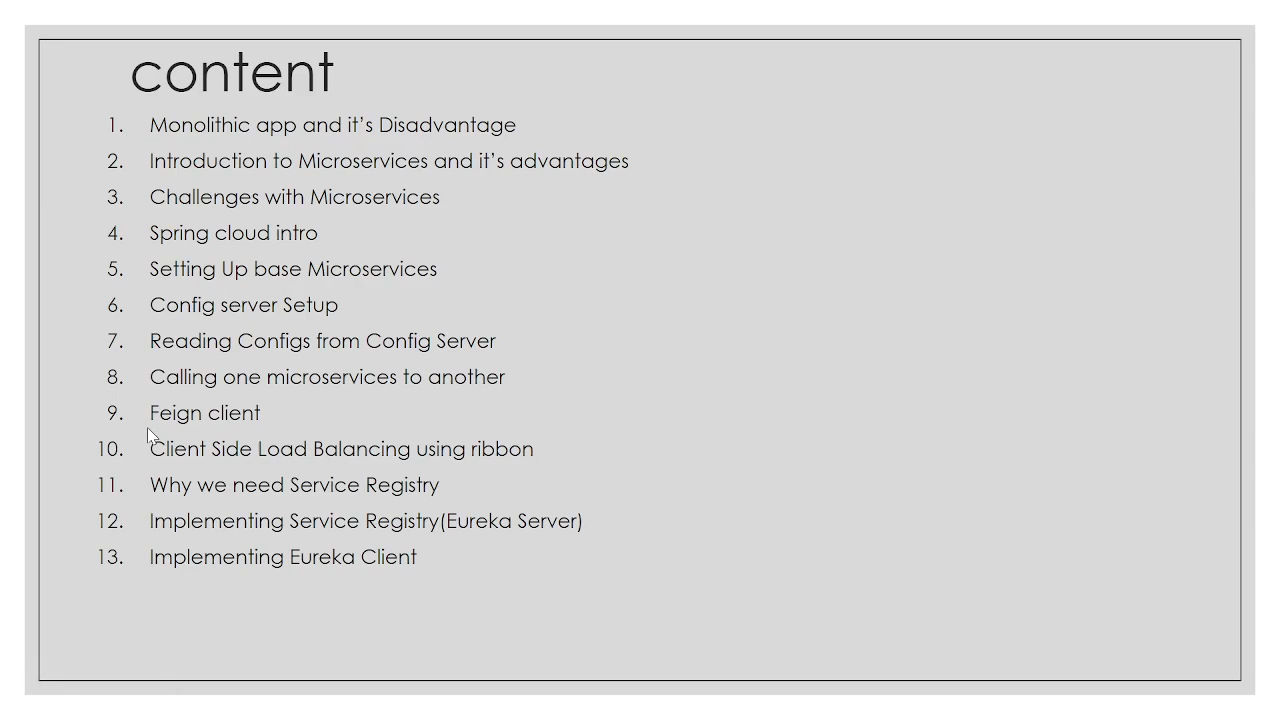 content
1. Monolithic app and it's Disadvantage
2. Introduction to Microservices and it's advantages
3. Challenges with Microservices
4. Spring cloud intro
5. Setting Up base Microservices
6. Config server Setup
7. Reading Configs from Config Server
8. Calling one microservices to another
9. Feign client
10. Client Side Load Balancing using ribbon
11. Why we need Service Registry
12. Implementing Service Registry(Eureka Server)
13. Implementing Eureka Client